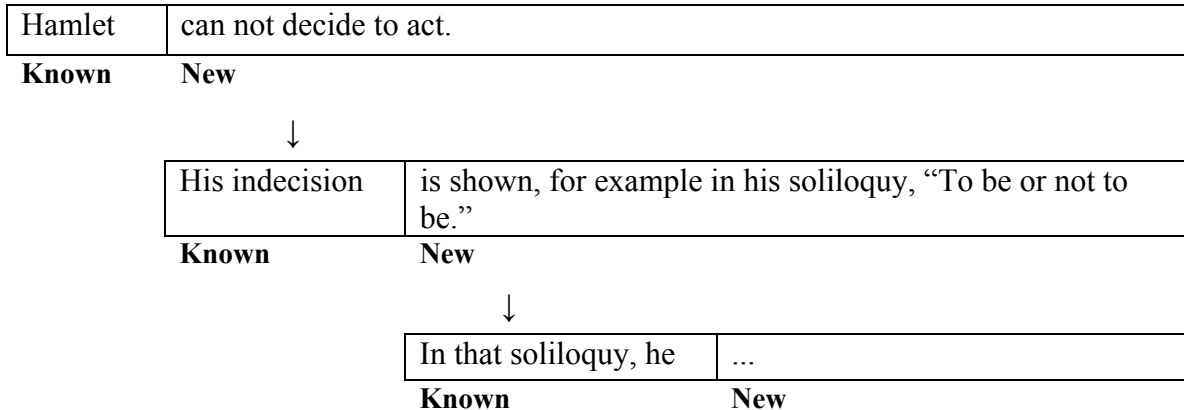 Hamlet can not decide to act.
Known New
↓
His indecision is shown, for example in his soliloquy, “To be or not to
be.”
Known New
↓
In that soliloquy, he ...
Known New